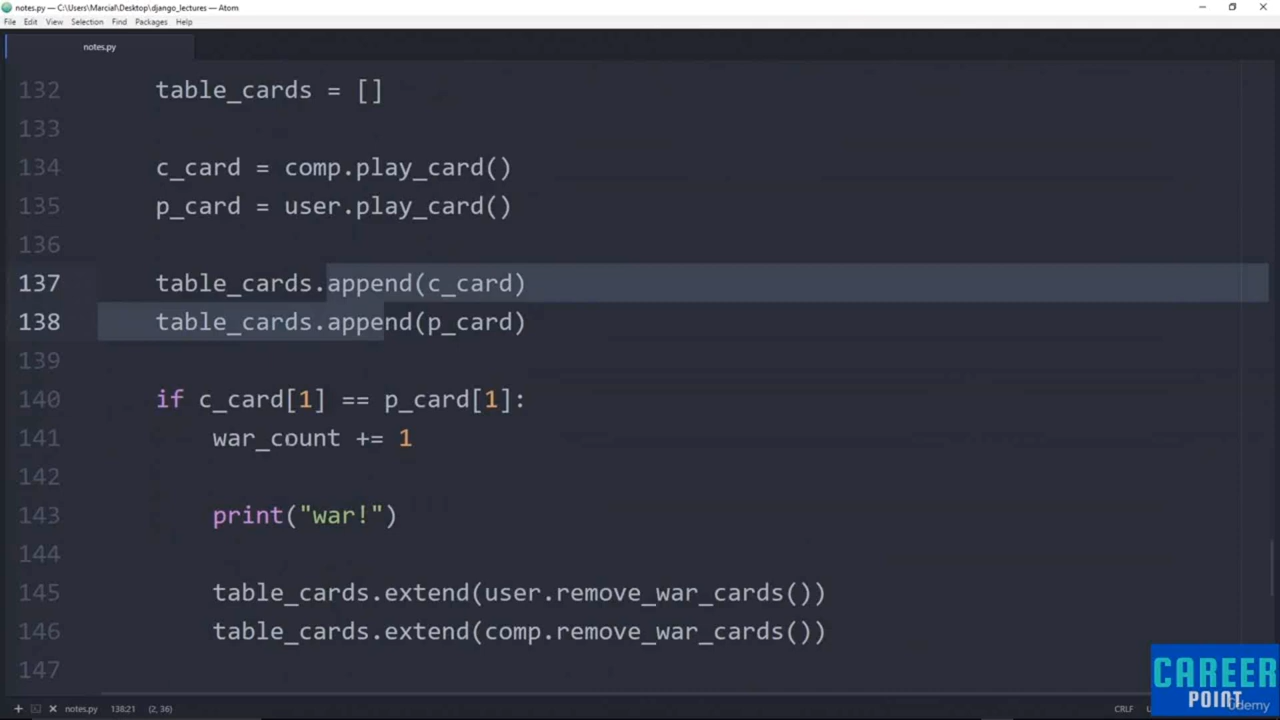 notes.py — C:\Users\Marcial\Desktop\django_lectures — Atom
File Edit View Selection Find Packages Help
notes.py
132 table_cards = []
133
134 c_card = comp.play_card()
135 p_card = user.play_card()
136
137 table_cards.append(c_card)
138 table_cards.append(p_card)
139
140 if c_card[1] == p_card[1]:
141 war_count += 1
142
143 print("war!")
144
145 table_cards.extend(user.remove_war_cards())
146 table_cards.extend(comp.remove_war_cards())
147
CAREER
POINT
Udemy
notes.py 138:21 (2, 36) CRLF